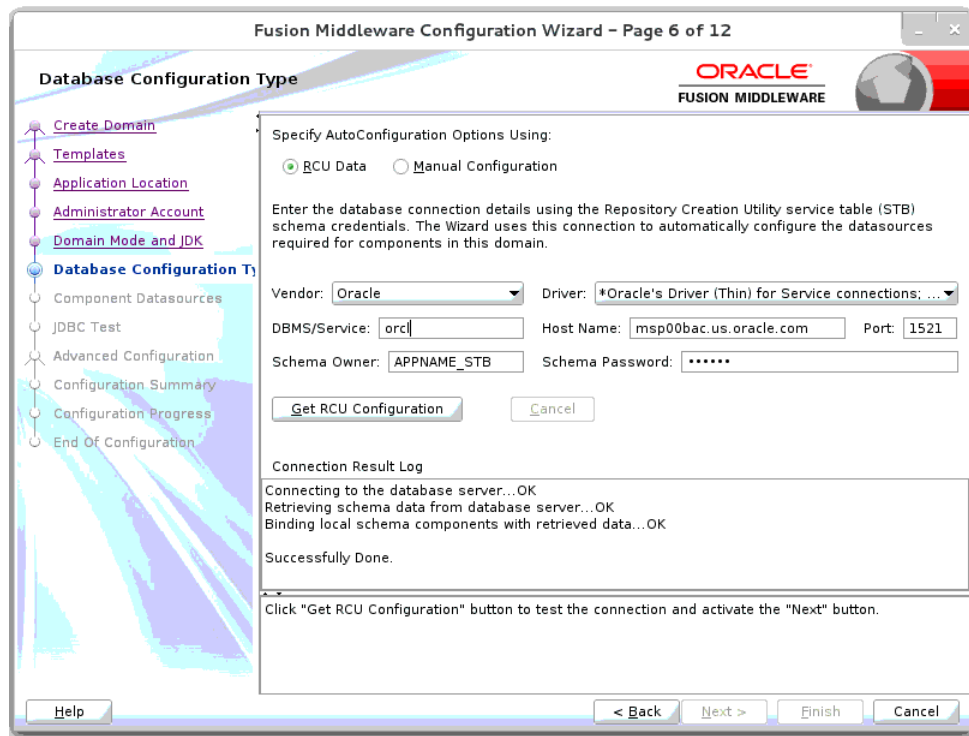 Fusion Middleware Configuration Wizard – Page 6 of 12
Database Configuration Type
ORACLE
FUSION MIDDLEWARE
Create Domain
Templates
Application Location
Administrator Account
Domain Mode and JDK
Database Configuration Ty
Component Datasources
JDBC Test
Advanced Configuration
Configuration Summary
Configuration Progress
End Of Configuration
Specify AutoConfiguration Options Using:
RCU Data Manual Configuration
Enter the database connection details using the Repository Creation Utility service table (STB)
schema credentials. The Wizard uses this connection to automatically configure the datasources
required for components in this domain.
Vendor: Oracle Driver: *Oracle's Driver (Thin) for Service connections; ...
DBMS/Service: orcl Host Name: msp00bac.us.oracle.com Port: 1521
Schema Owner: APPNAME_STB Schema Password: ••••••
Get RCU Configuration Cancel
Connection Result Log
Connecting to the database server...OK
Retrieving schema data from database server...OK
Binding local schema components with retrieved data...OK
Successfully Done.
Click "Get RCU Configuration" button to test the connection and activate the "Next" button.
Help < Back Next > Finish Cancel